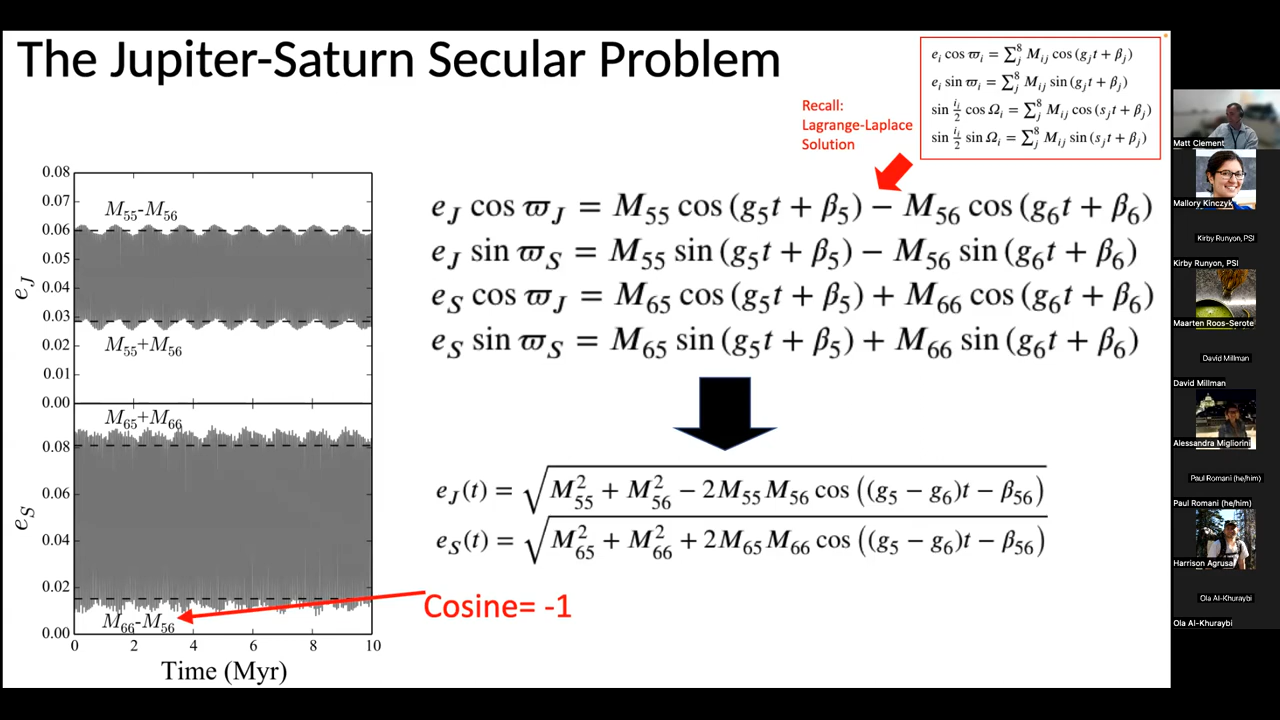 The Jupiter-Saturn Secular Problem
e_i cos ϖ_i = ∑_j^8 M_ij cos (g_j t + β_j)
e_i sin ϖ_i = ∑_j^8 M_ij sin (g_j t + β_j)
sin i_i/2 cos Ω_i = ∑_j^8 M_ij cos (s_j t + β_j)
sin i_i/2 sin Ω_i = ∑_j^8 M_ij sin (s_j t + β_j)
Recall:
Lagrange-Laplace
Solution
e_J cos ϖ_J = M_55 cos (g_5 t + β_5) − M_56 cos (g_6 t + β_6)
e_J sin ϖ_S = M_55 sin (g_5 t + β_5) − M_56 sin (g_6 t + β_6)
e_S cos ϖ_J = M_65 cos (g_5 t + β_5) + M_66 cos (g_6 t + β_6)
e_S sin ϖ_S = M_65 sin (g_5 t + β_5) + M_66 sin (g_6 t + β_6)
e_J(t) = √(M_55^2 + M_56^2 − 2M_55 M_56 cos ((g_5 − g_6)t − β_56))
e_S(t) = √(M_65^2 + M_66^2 + 2M_65 M_66 cos ((g_5 − g_6)t − β_56))
Cosine= -1
0.08
0.07
M_55-M_56
0.06
0.05
e_J
0.04
0.03
M_55+M_56
0.02
0.01
0.00
M_65+M_66
0.08
0.06
e_S
0.04
0.02
M_66-M_56
0.00
0 2 4 6 8 10
Time (Myr)
Matt Clement
Mallory Kinczyk
Kirby Runyon, PSI
Kirby Runyon, PSI
Maarten Roos-Serote
David Millman
David Millman
Alessandra Migliorini
Paul Romani (he/him)
Paul Romani (he/him)
Harrison Agrusa
Ola Al-Khuraybi
Ola Al-Khuraybi